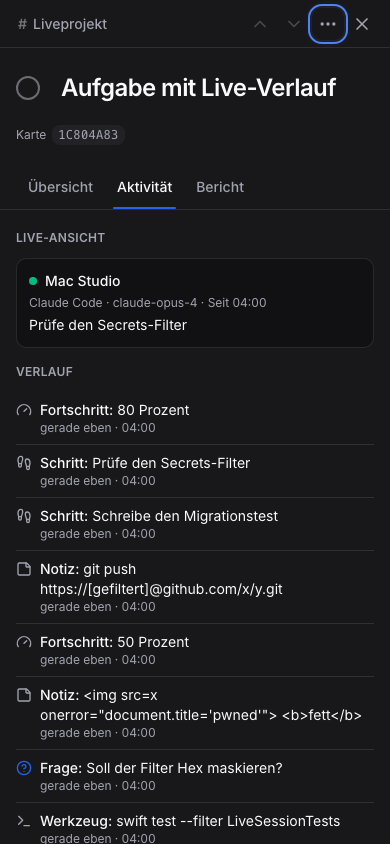 # Liveprojekt
Aufgabe mit Live-Verlauf
Karte 1C804A83
Übersicht Aktivität Bericht
LIVE-ANSICHT
Mac Studio
Claude Code · claude-opus-4 · Seit 04:00
Prüfe den Secrets-Filter
VERLAUF
Fortschritt: 80 Prozent
gerade eben · 04:00
Schritt: Prüfe den Secrets-Filter
gerade eben · 04:00
Schritt: Schreibe den Migrationstest
gerade eben · 04:00
Notiz: git push
https://[gefiltert]@github.com/x/y.git
gerade eben · 04:00
Fortschritt: 50 Prozent
gerade eben · 04:00
Notiz: <img src=x
onerror="document.title='pwned'"> <b>fett</b>
gerade eben · 04:00
Frage: Soll der Filter Hex maskieren?
gerade eben · 04:00
Werkzeug: swift test --filter LiveSessionTests
gerade eben · 04:00